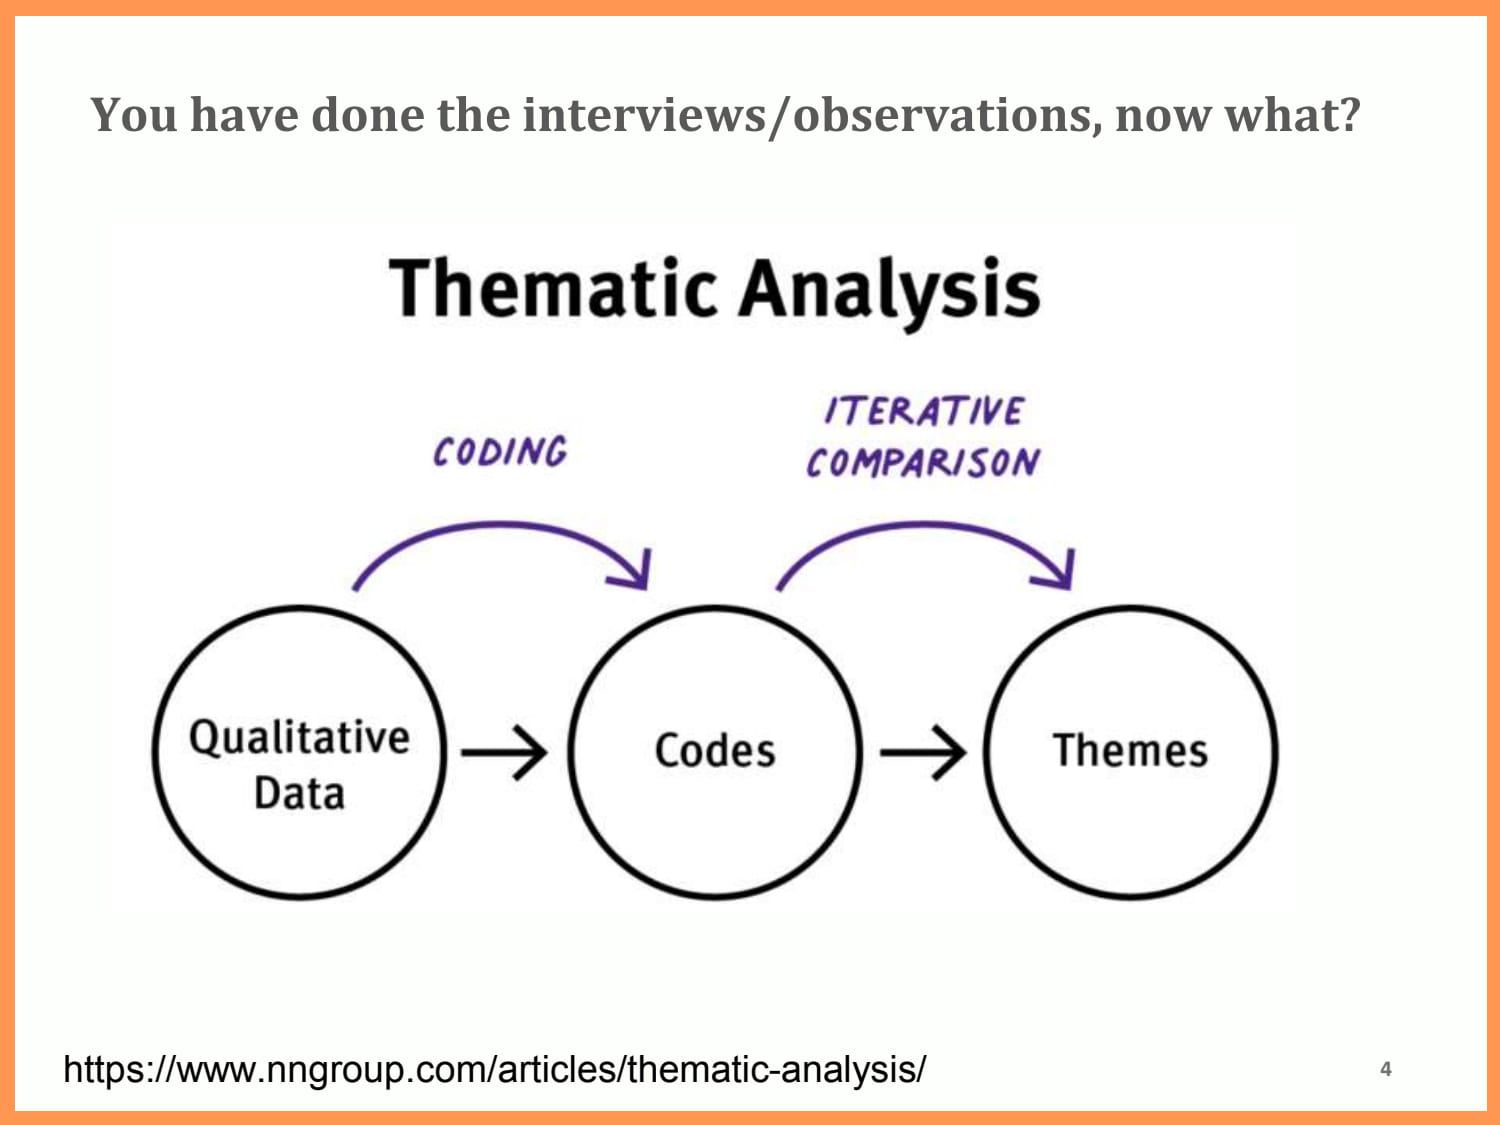 You have done the interviews/observations, now what?
Thematic Analysis
CODING
ITERATIVE
COMPARISON
Qualitative
Data
Codes
Themes
https://www.nngroup.com/articles/thematic-analysis/
4